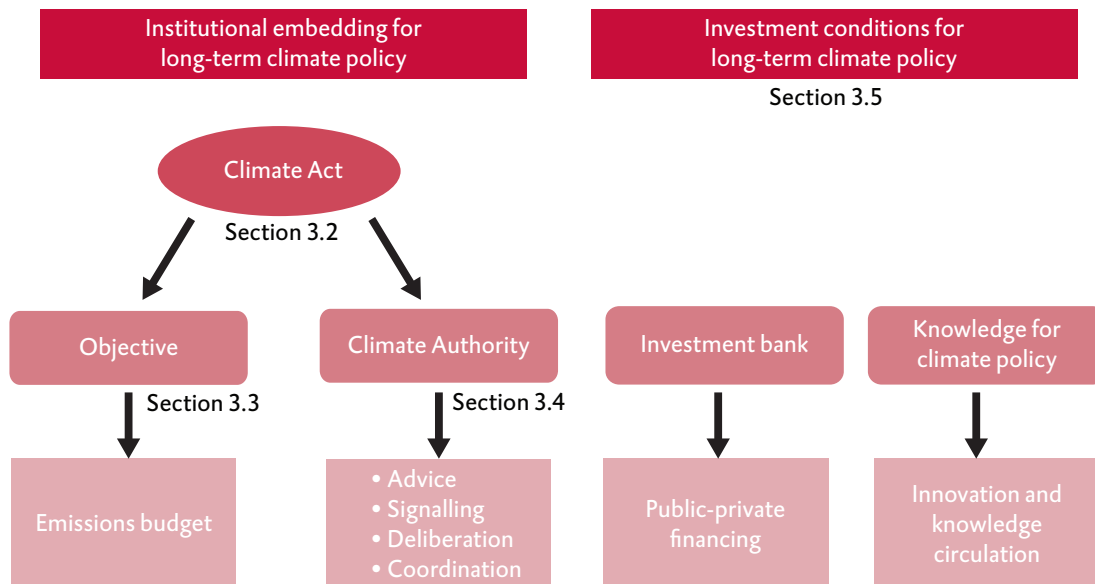 Institutional embedding for
long-term climate policy
Investment conditions for
long-term climate policy
Section 3.5
Climate Act
Section 3.2
Objective
Climate Authority
Investment bank
Knowledge for
climate policy
Section 3.3
Section 3.4
Emissions budget
• Advice
• Signalling
• Deliberation
• Coordination
Public-private
financing
Innovation and
knowledge
circulation